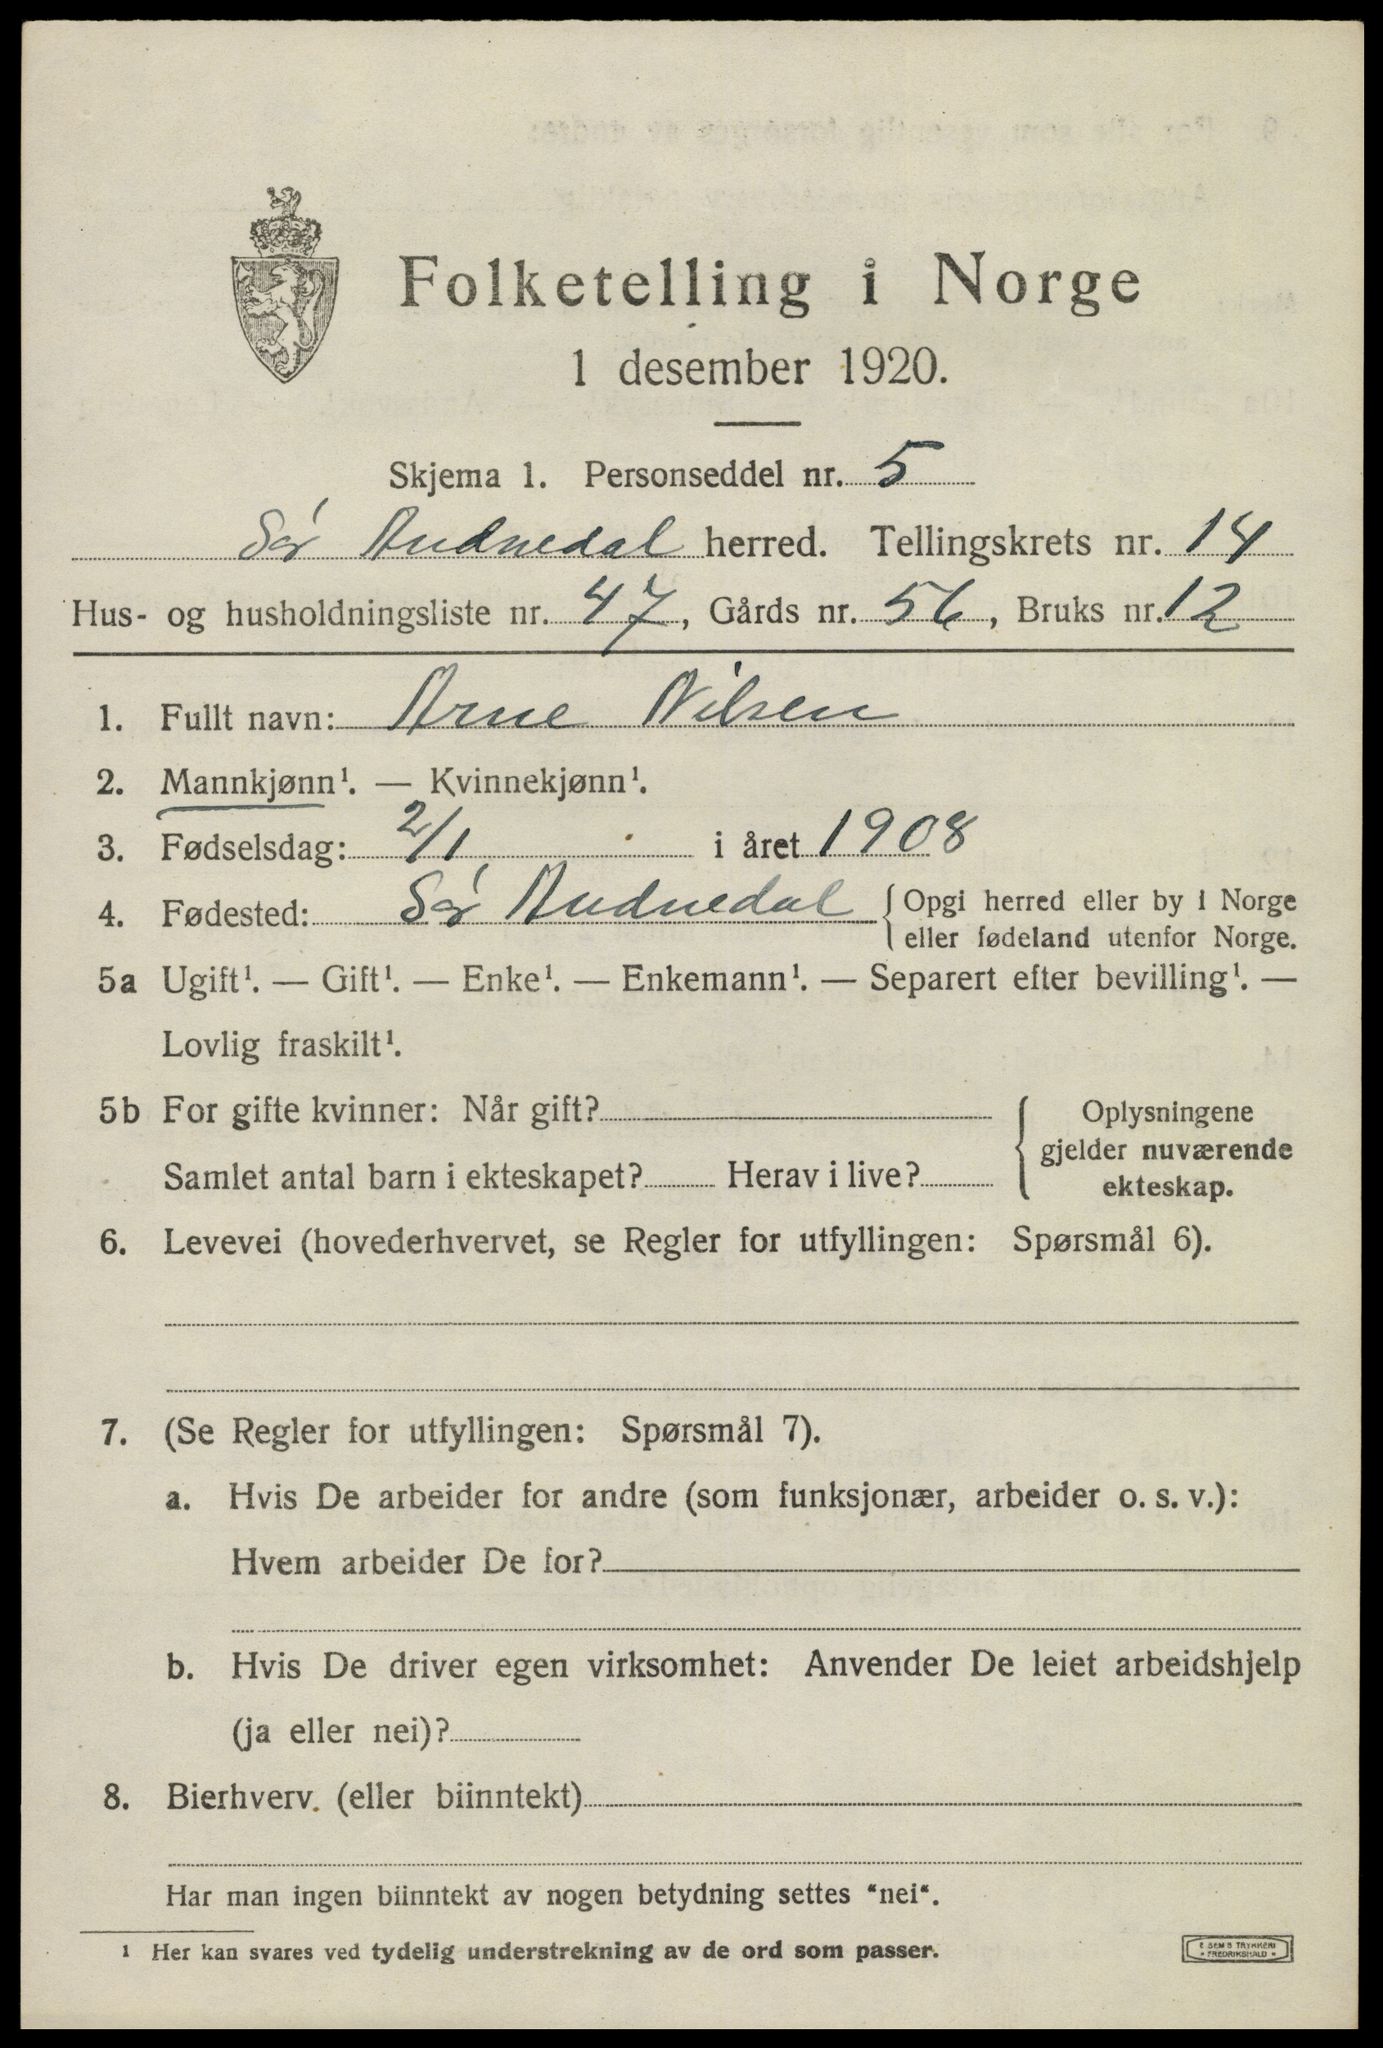 Folketelling i Norge
1 desember 1920.
Skjema 1. Personseddel nr. 5
Sør Audnedal herred. Tellingskrets nr. 14
Hus- og husholdningsliste nr. 47, Gårds nr. 56, Bruks nr. 12
1. Fullt navn: Arne Nilsen
2. Mannkjønn¹. — Kvinnekjønn¹.
3. Fødselsdag: 2/1 i året 1908
4. Fødested: Sør Audnedal { Opgi herred eller by i Norge
eller fødeland utenfor Norge.
5a Ugift¹. — Gift¹. — Enke¹. — Enkemann¹. — Separert efter bevilling¹. —
Lovlig fraskilt¹.
5b For gifte kvinner: Når gift?
Samlet antal barn i ekteskapet? Herav i live?
{ Oplysningene
gjelder nuværende
ekteskap.
6. Levevei (hovederhvervet, se Regler for utfyllingen: Spørsmål 6).
7. (Se Regler for utfyllingen: Spørsmål 7).
a. Hvis De arbeider for andre (som funksjonær, arbeider o. s. v.):
Hvem arbeider De for?
b. Hvis De driver egen virksomhet: Anvender De leiet arbeidshjelp
(ja eller nei)?
8. Bierhverv (eller biinntekt)
Har man ingen biinntekt av nogen betydning settes "nei".
¹ Her kan svares ved tydelig understrekning av de ord som passer.
E SEM'S TRYKKERI
FREDRIKSHALD